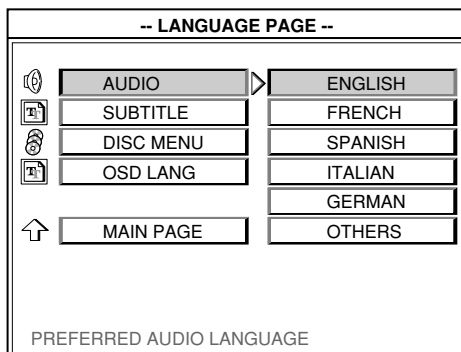 -- LANGUAGE PAGE --
AUDIO
ENGLISH
SUBTITLE
FRENCH
DISC MENU
SPANISH
OSD LANG
ITALIAN
GERMAN
MAIN PAGE
OTHERS
PREFERRED AUDIO LANGUAGE